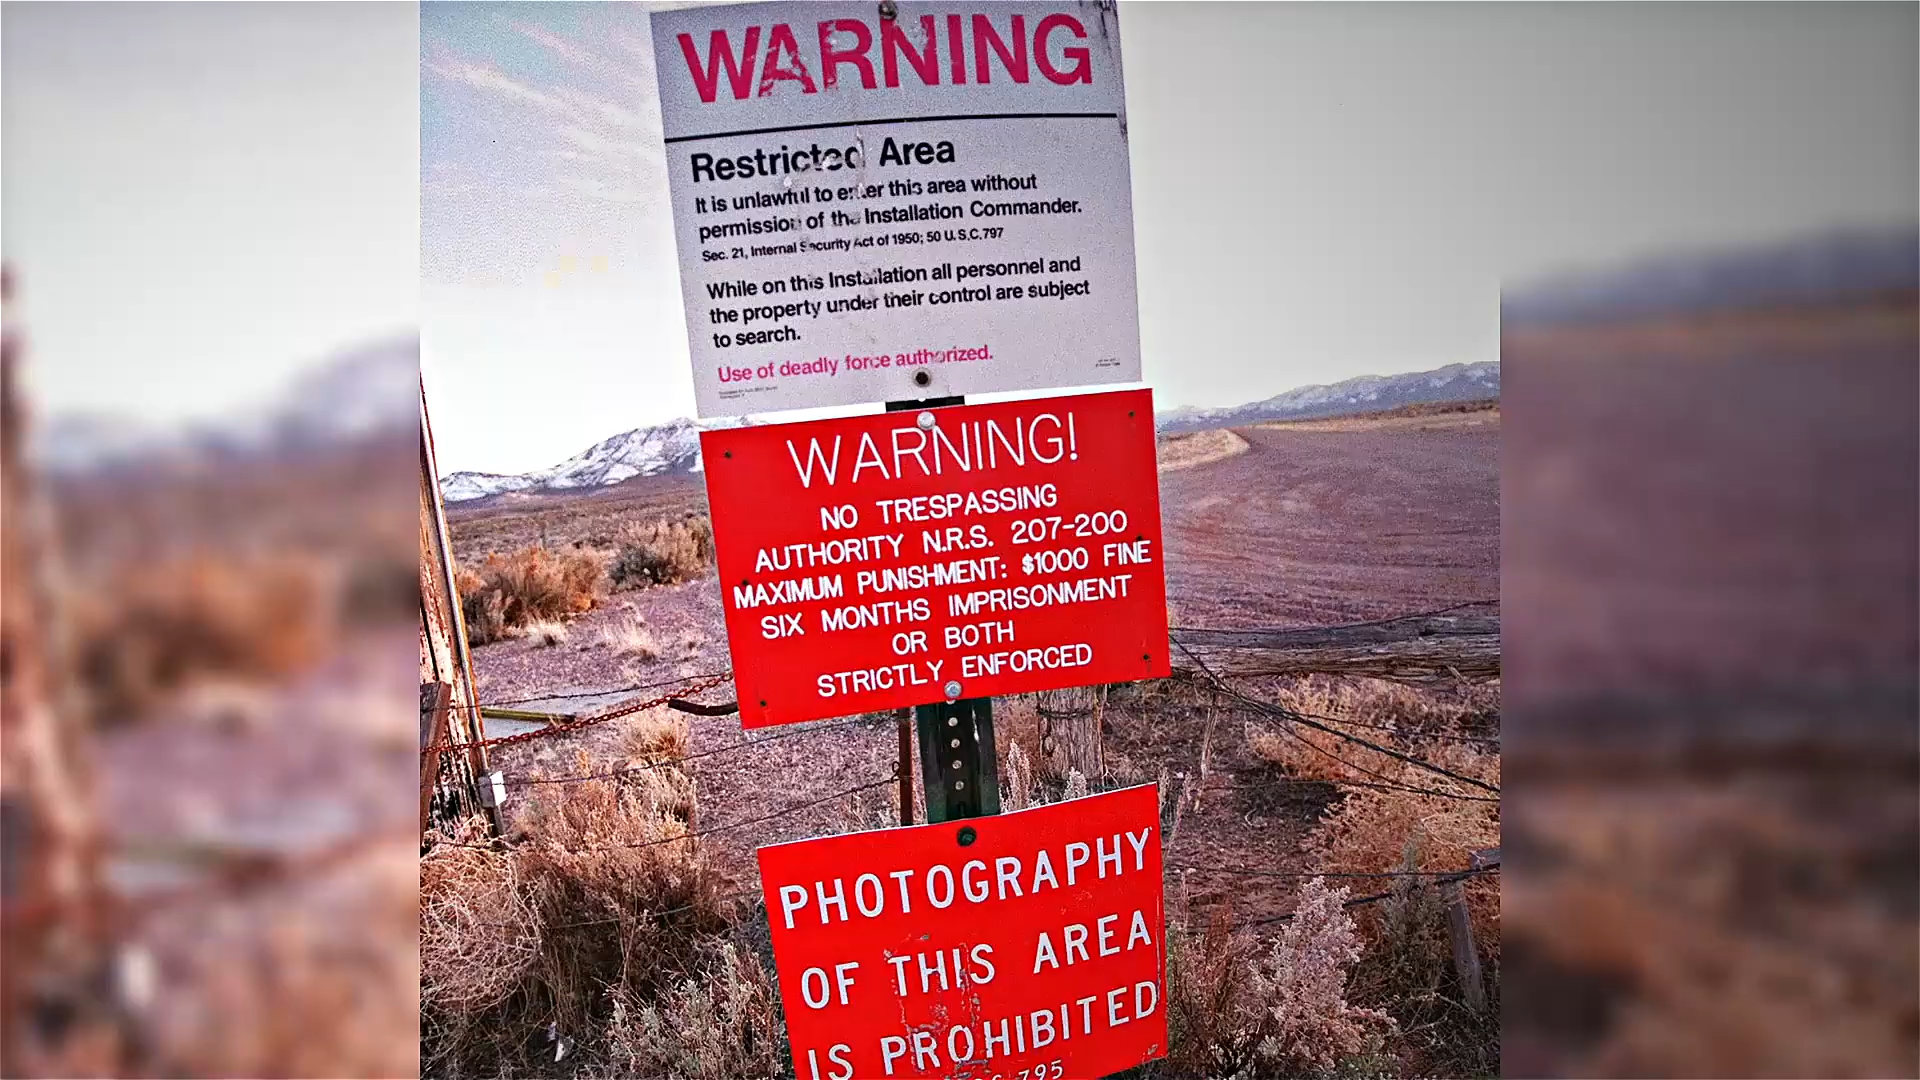 WARNING
Restricted Area
It is unlawful to enter this area without
permission of the Installation Commander.
Sec. 21, Internal Security Act of 1950; 50 U.S.C. 797
While on this Installation all personnel and
the property under their control are subject
to search.
Use of deadly force authorized.
WARNING!
NO TRESPASSING
AUTHORITY N.R.S. 207-200
MAXIMUM PUNISHMENT: $1000 FINE
SIX MONTHS IMPRISONMENT
OR BOTH
STRICTLY ENFORCED
PHOTOGRAPHY
OF THIS AREA
IS PROHIBITED
795